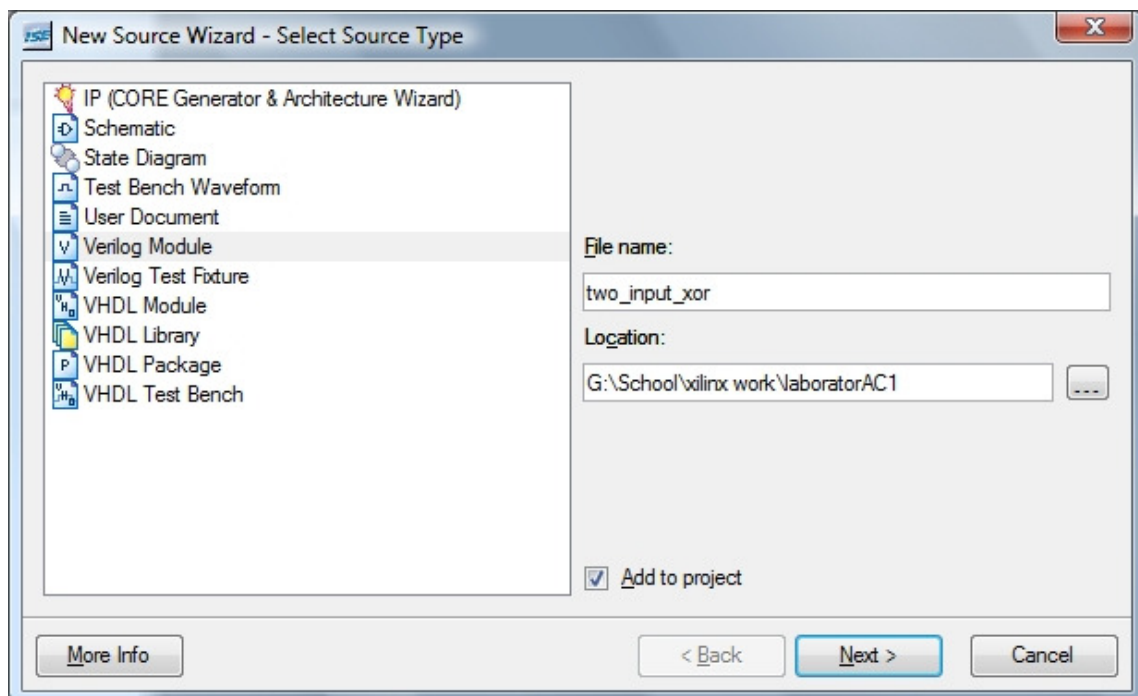 ISE New Source Wizard - Select Source Type
IP (CORE Generator & Architecture Wizard)
Schematic
State Diagram
Test Bench Waveform
User Document
V Verilog Module
Verilog Test Fixture
VHDL Module
VHDL Library
P VHDL Package
VHDL Test Bench
File name:
two_input_xor
Location:
G:\School\xilinx work\laboratorAC1
...
Add to project
More Info
< Back
Next >
Cancel